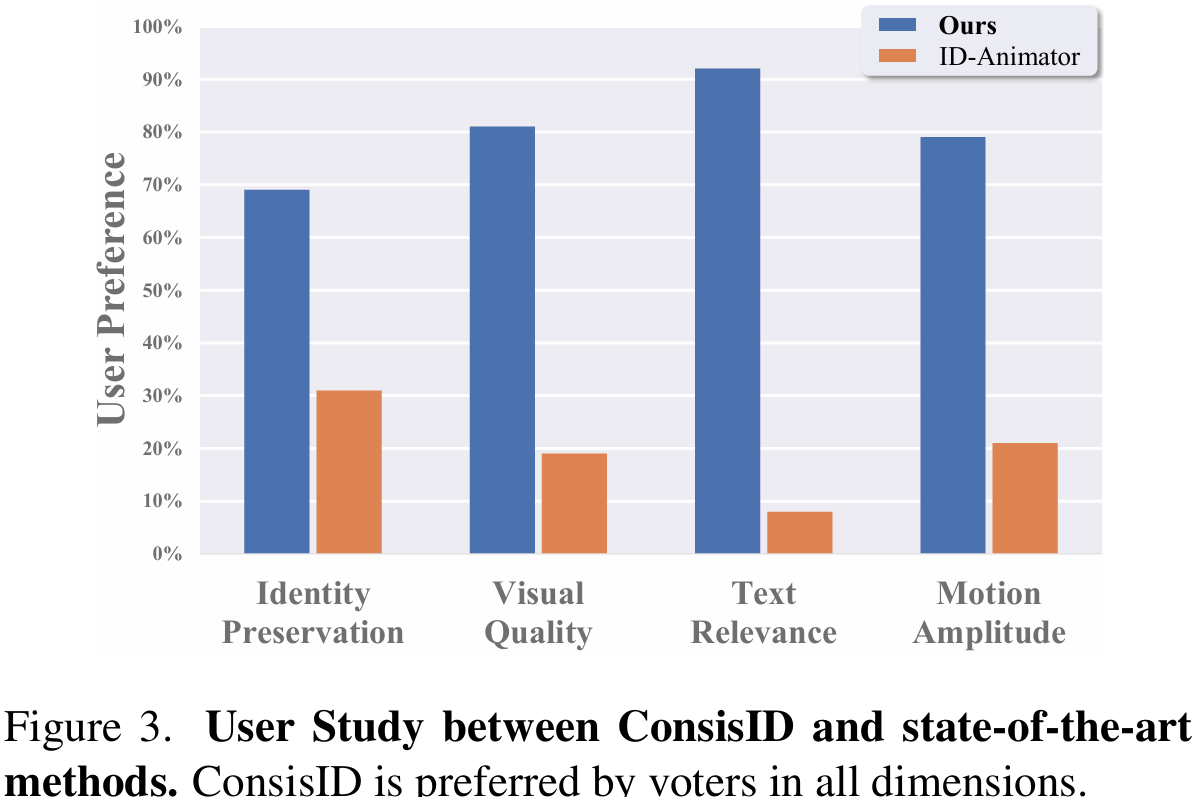 100%
90%
80%
70%
60%
50%
40%
30%
20%
10%
0%
User Preference
Ours
ID-Animator
Identity
Preservation
Visual
Quality
Text
Relevance
Motion
Amplitude
Figure 3. User Study between ConsisID and state-of-the-art
methods. ConsisID is preferred by voters in all dimensions.